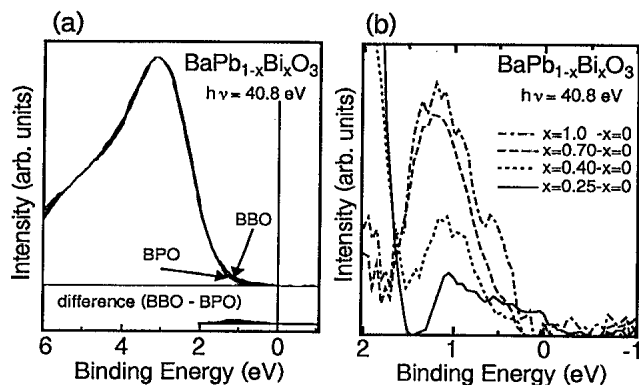 (a)
BaPb1-xBixO3
hν = 40.8 eV
BBO
BPO
difference (BBO - BPO)
Intensity (arb. units)
6 4 2 0
Binding Energy (eV)
(b)
BaPb1-xBixO3
hν = 40.8 eV
x=1.0 -x=0
x=0.70-x=0
x=0.40-x=0
x=0.25-x=0
Intensity (arb. units)
2 1 0 -1
Binding Energy (eV)